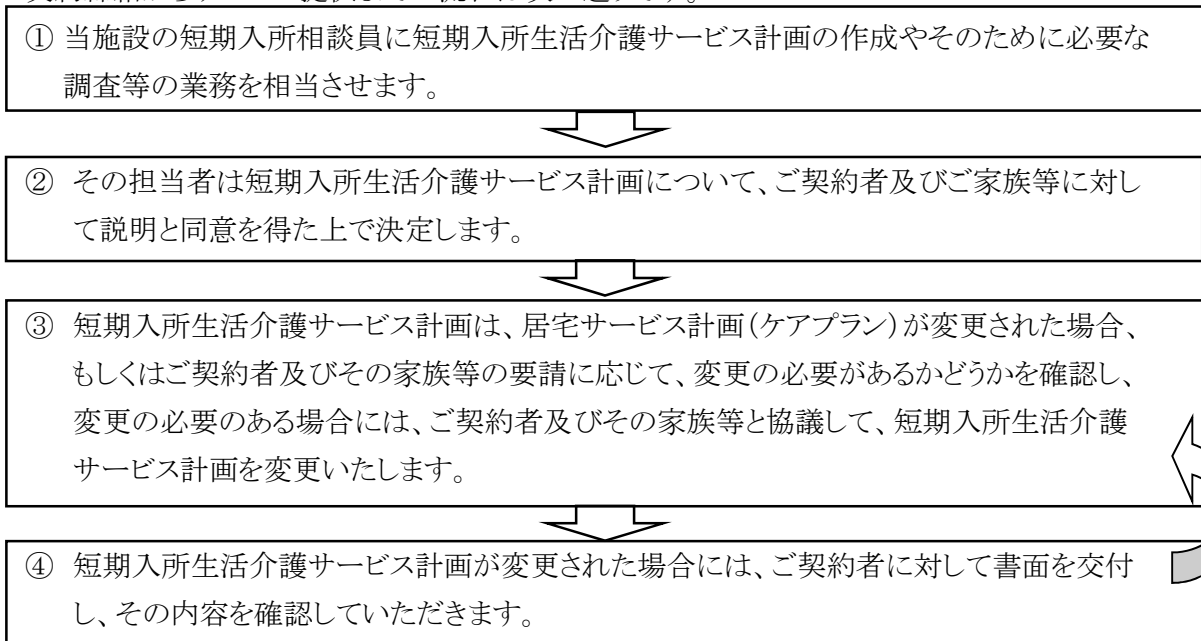 ① 当施設の短期入所相談員に短期入所生活介護サービス計画の作成やそのために必要な
調査等の業務を相当させます。
② その担当者は短期入所生活介護サービス計画について、ご契約者及びご家族等に対し
て説明と同意を得た上で決定します。
③ 短期入所生活介護サービス計画は、居宅サービス計画(ケアプラン)が変更された場合、
もしくはご契約者及びその家族等の要請に応じて、変更の必要があるかどうかを確認し、
変更の必要のある場合には、ご契約者及びその家族等と協議して、短期入所生活介護
サービス計画を変更いたします。
④ 短期入所生活介護サービス計画が変更された場合には、ご契約者に対して書面を交付
し、その内容を確認していただきます。